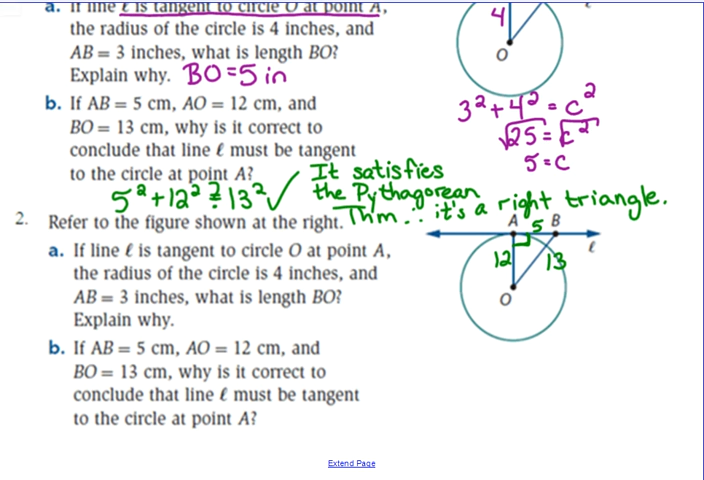 a. If line ℓ is tangent to circle O at point A,
the radius of the circle is 4 inches, and
AB = 3 inches, what is length BO?
Explain why. BO=5 in
4
O
3² + 4² = c²
√25 = √c²
5 = c
b. If AB = 5 cm, AO = 12 cm, and
BO = 13 cm, why is it correct to
conclude that line ℓ must be tangent
to the circle at point A?
5² + 12² ≟ 13² ✓
It satisfies
the Pythagorean
Thm ∴ it's a right triangle.
2. Refer to the figure shown at the right.
a. If line ℓ is tangent to circle O at point A,
the radius of the circle is 4 inches, and
AB = 3 inches, what is length BO?
Explain why.
b. If AB = 5 cm, AO = 12 cm, and
BO = 13 cm, why is it correct to
conclude that line ℓ must be tangent
to the circle at point A?
A 5 B
ℓ
12 13
O
Extend Page